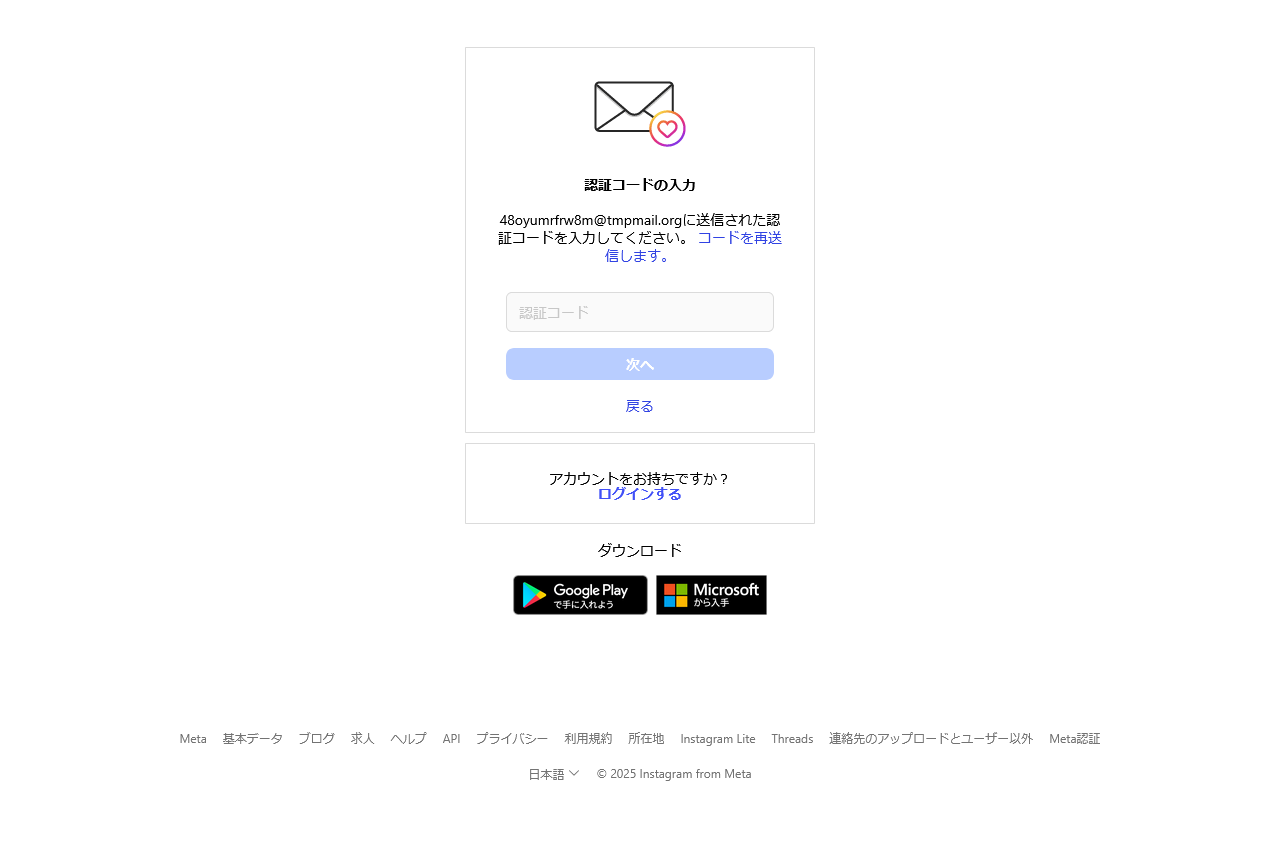 認証コードの入力
48oyumrfrw8m@tmpmail.orgに送信された認
証コードを入力してください。 コードを再送
信します。
認証コード
次へ
戻る
アカウントをお持ちですか？
ログインする
ダウンロード
Google Play
で手に入れよう
Microsoft
から入手
Meta 基本データ ブログ 求人 ヘルプ API プライバシー 利用規約 所在地 Instagram Lite Threads 連絡先のアップロードとユーザー以外 Meta認証
日本語 © 2025 Instagram from Meta